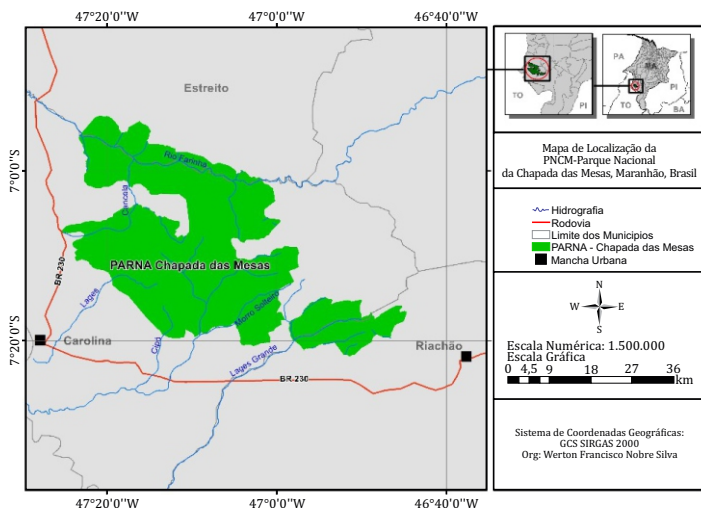 47°20'0"W
47°0'0"W
46°40'0"W
Estreito
7°0'0"S
Rio Farinha
BR-230
PARNA Chapada das Mesas
Lages
Morro Solteiro
7°20'0"S
Carolina
Riachão
Lages Grande
BR 230
47°20'0"W
47°0'0"W
46°40'0"W
TO
PI
PA
MA
PI
TO
BA
Mapa de Localização da
PNCM-Parque Nacional
da Chapada das Mesas, Maranhão, Brasil
Hidrografia
Rodovia
Limite dos Municipios
PARNA - Chapada das Mesas
Mancha Urbana
N
W E
S
Escala Numérica: 1.500.000
Escala Gráfica
0 4,5 9 18 27 36
km
Sistema de Coordenadas Geográficas:
GCS SIRGAS 2000
Org: Werton Francisco Nobre Silva